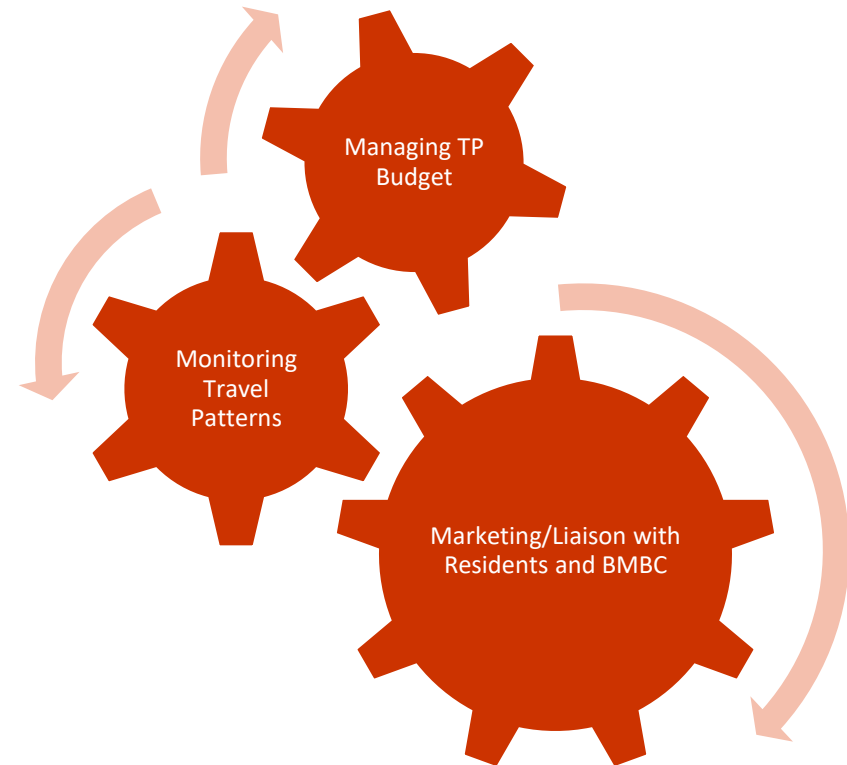 Managing TP
Budget
Monitoring
Travel
Patterns
Marketing/Liaison with
Residents and BMBC